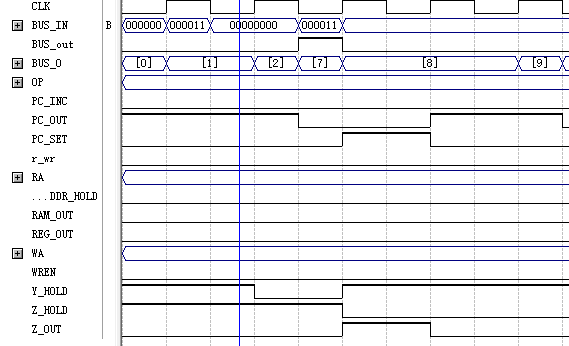 CLK
BUS_IN B 000000 000011 00000000 000011
BUS_out
BUS_O [0] [1] [2] [7] [8] [9]
OP
PC_INC
PC_OUT
PC_SET
r_wr
RA
...DDR_HOLD
RAM_OUT
REG_OUT
WA
WREN
Y_HOLD
Z_HOLD
Z_OUT